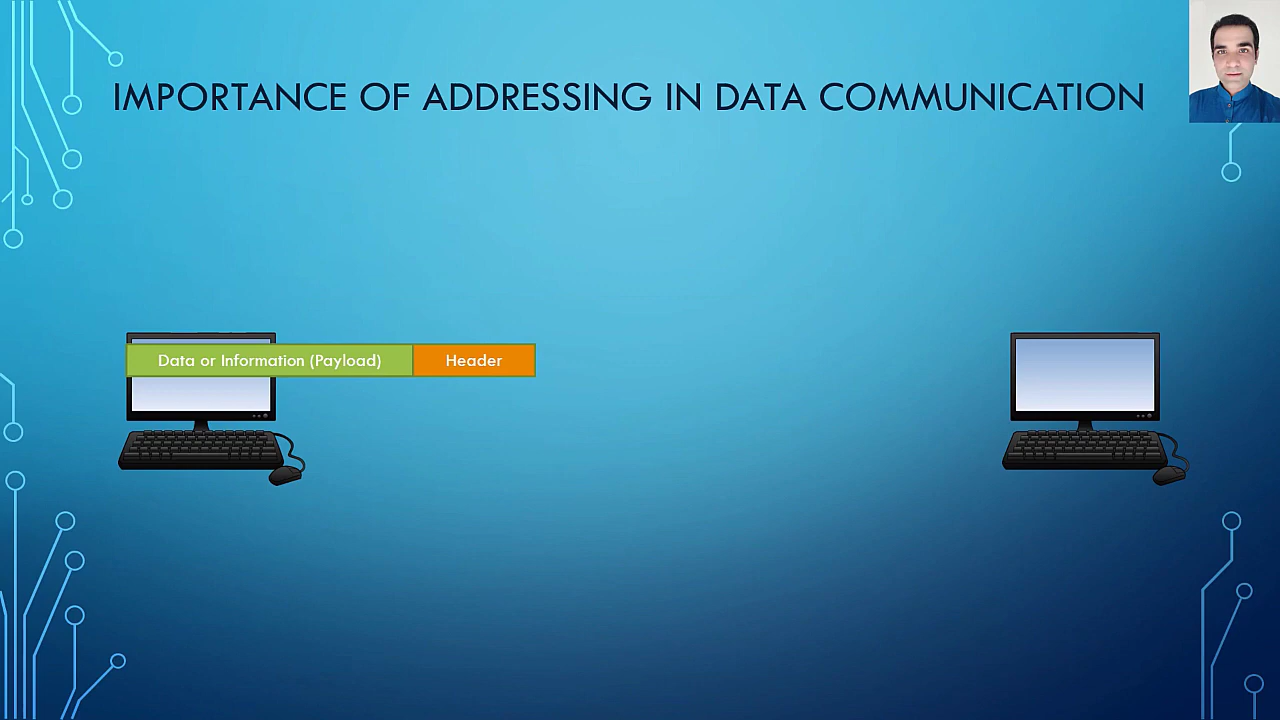 IMPORTANCE OF ADDRESSING IN DATA COMMUNICATION
Data or Information (Payload) Header